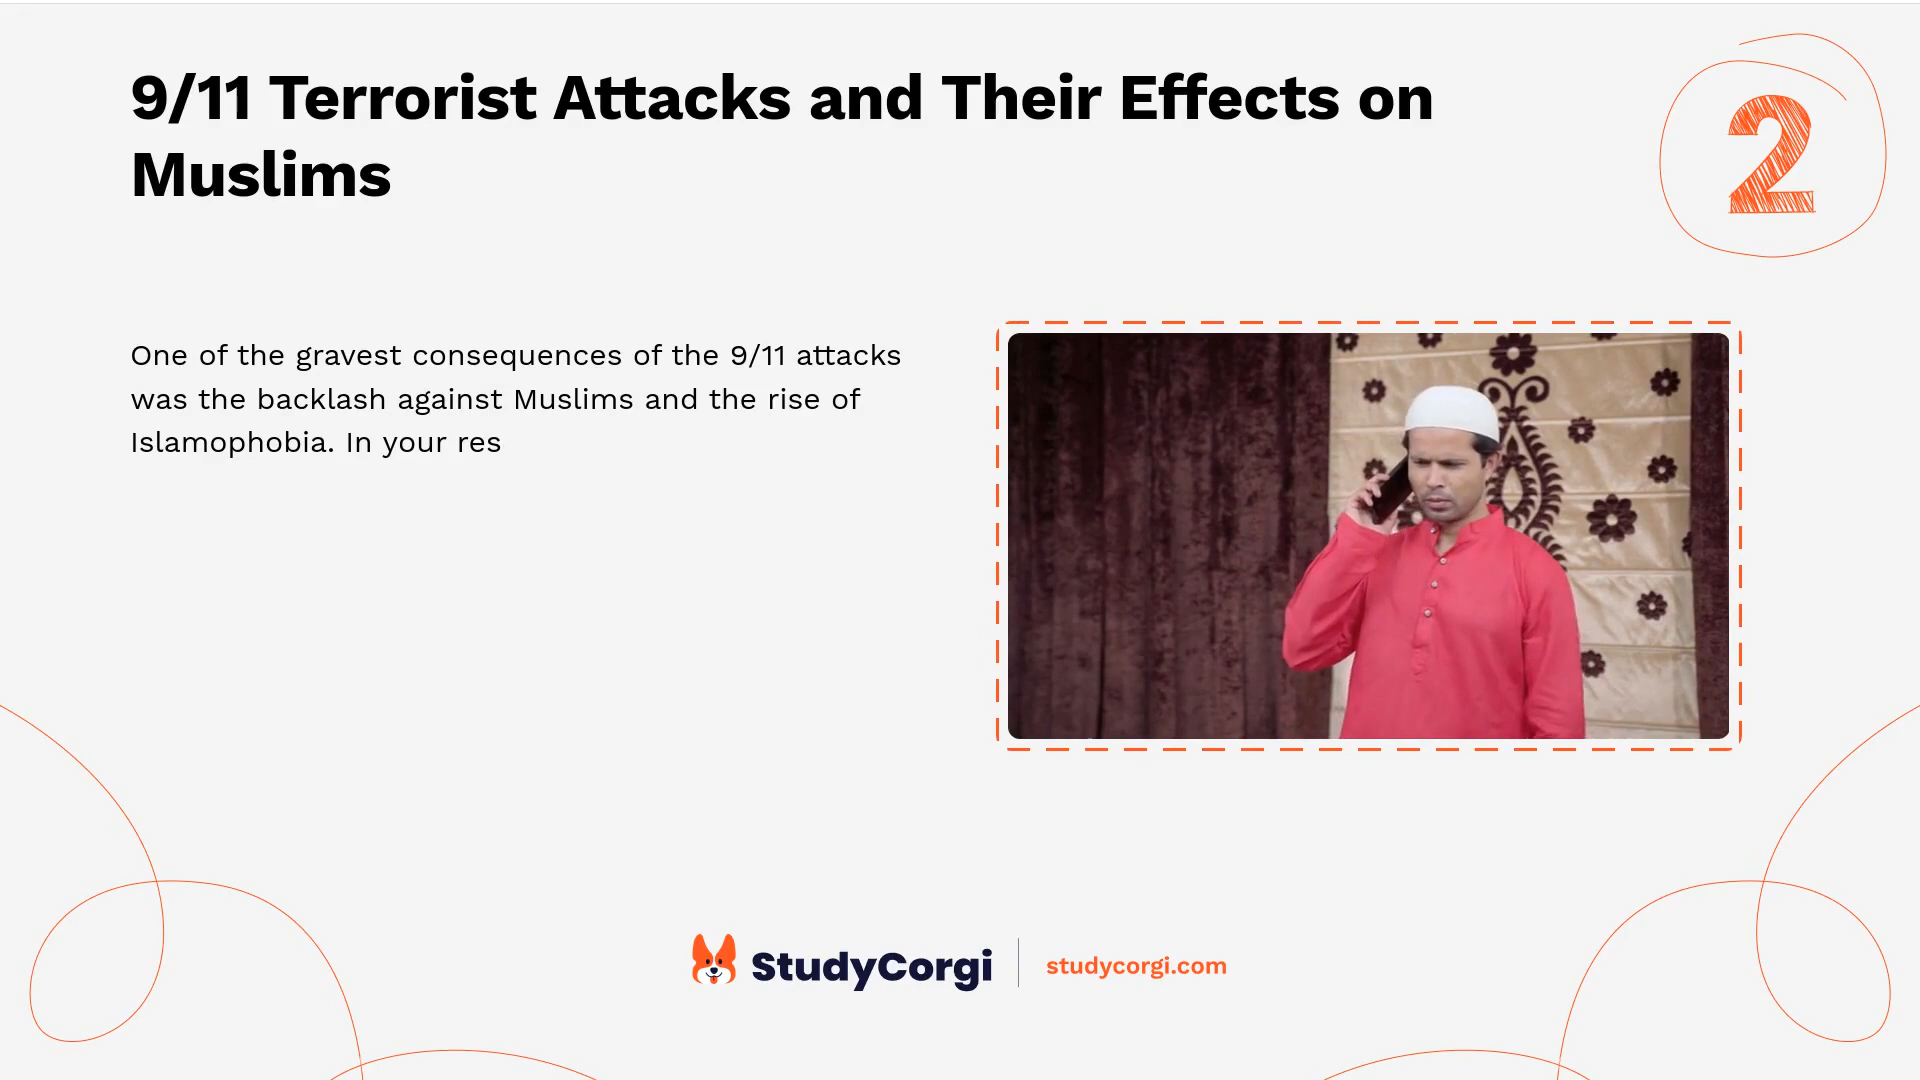 9/11 Terrorist Attacks and Their Effects on
Muslims
2
One of the gravest consequences of the 9/11 attacks
was the backlash against Muslims and the rise of
Islamophobia. In your res
StudyCorgi
studycorgi.com